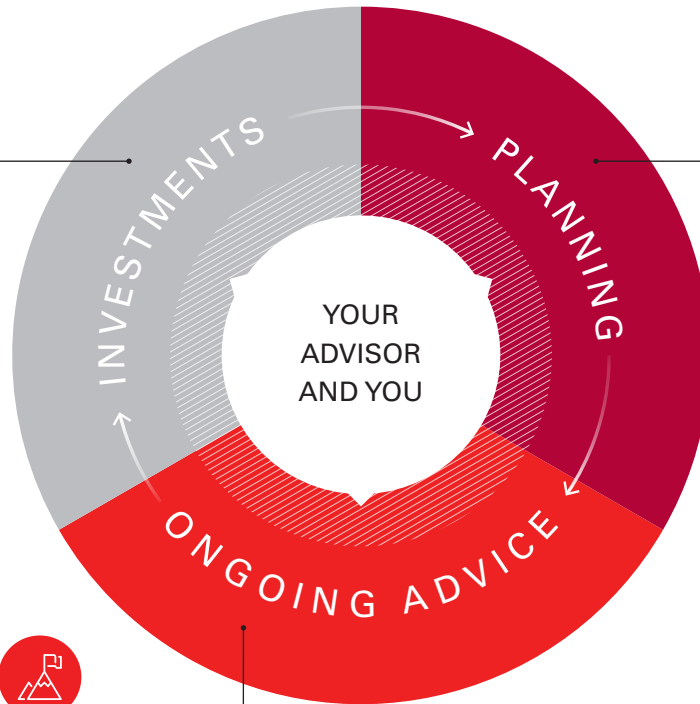 INVESTMENTS
PLANNING
YOUR
ADVISOR
AND YOU
ONGOING ADVICE